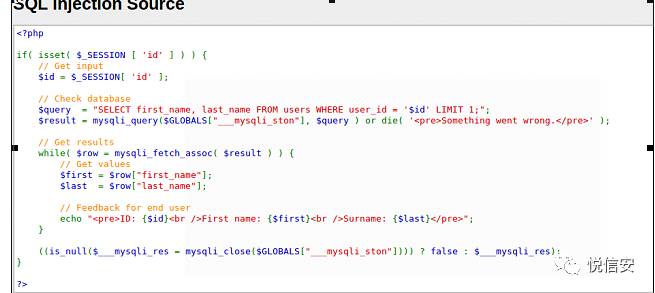 SQL Injection Source
<?php
if( isset( $_SESSION [ 'id' ] ) ) {
// Get input
$id = $_SESSION[ 'id' ];
// Check database
$query = "SELECT first_name, last_name FROM users WHERE user_id = '$id' LIMIT 1;";
$result = mysqli_query($GLOBALS["___mysqli_ston"], $query ) or die( '<pre>Something went wrong.</pre>' );
// Get results
while( $row = mysqli_fetch_assoc( $result ) ) {
// Get values
$first = $row["first_name"];
$last = $row["last_name"];
// Feedback for end user
echo "<pre>ID: {$id}<br />First name: {$first}<br />Surname: {$last}</pre>";
}
((is_null($___mysqli_res = mysqli_close($GLOBALS["___mysqli_ston"]))) ? false : $___mysqli_res);
}
?>
悦信安